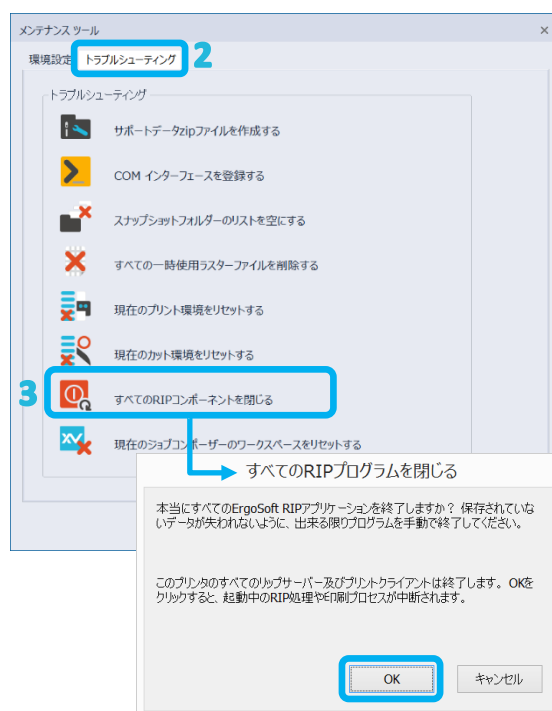 メンテナンス ツール
×
環境設定
トラブルシューティング
2
トラブルシューティング
サポートデータzipファイルを作成する
COM インターフェースを登録する
スナップショットフォルダーのリストを空にする
すべての一時使用ラスターファイルを削除する
現在のプリント環境をリセットする
現在のカット環境をリセットする
3
すべてのRIPコンポーネントを閉じる
現在のジョブコンポーザーのワークスペースをリセットする
すべてのRIPプログラムを閉じる
本当にすべてのErgoSoft RIPアプリケーションを終了しますか? 保存されていな
いデータが失われないように、出来る限りプログラムを手動で終了してください。
このプリンタのすべてのリップサーバー及びプリントクライアントは終了します。OKを
クリックすると、起動中のRIP処理や印刷プロセスが中断されます。
OK
キャンセル